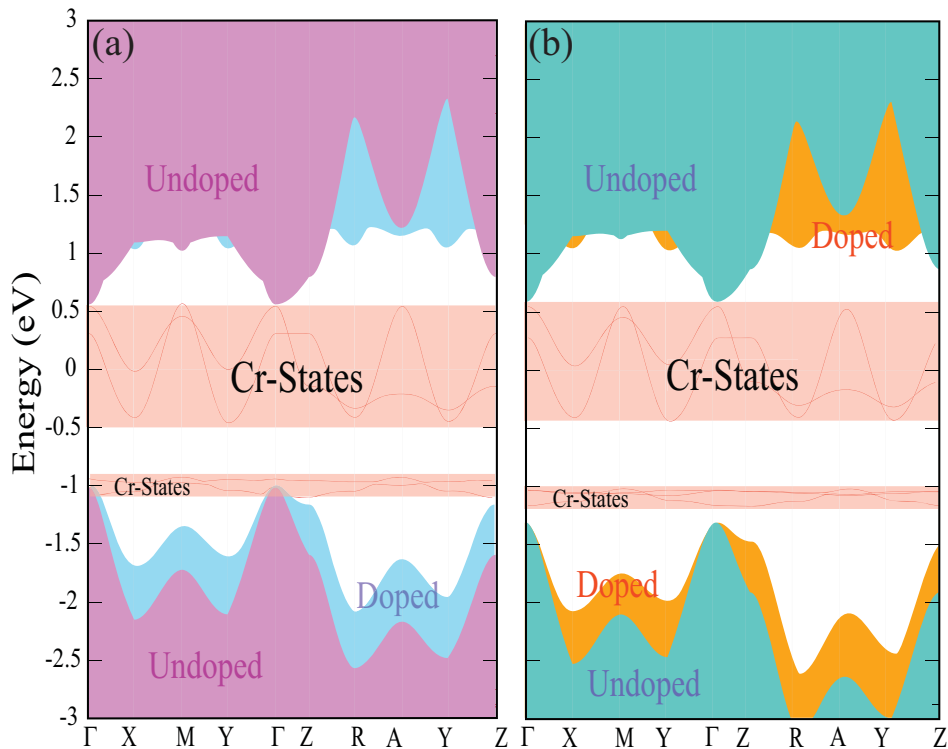 (a)
(b)
Energy (eV)
3
2.5
2
1.5
1
0.5
0
-0.5
-1
-1.5
-2
-2.5
-3
Undoped
Undoped
Doped
Cr-States
Cr-States
Cr-States
Cr-States
Doped
Doped
Undoped
Undoped
Γ X M Y Γ Z R A Y Z
Γ X M Y Γ Z R A Y Z